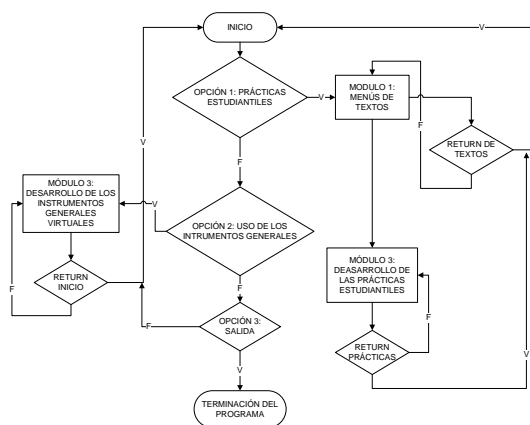 INICIO
V
OPCIÓN 1: PRÁCTICAS
ESTUDIANTILES
V
MODULO 1:
MENÚS DE
TEXTOS
F
RETURN DE
TEXTOS
V
F
MÓDULO 3:
DESARROLLO DE LOS
INSTRUMENTOS
GENERALES
VIRTUALES
V
OPCIÓN 2: USO DE LOS
INTRUMENTOS GENERALES
MÓDULO 3:
DEASARROLLO DE
LAS PRÁCTICAS
ESTUDIANTILES
F
RETURN
INICIO
F
F
OPCIÓN 3:
SALIDA
F
RETURN
PRÁCTICAS
V
V
TERMINACIÓN DEL
PROGRAMA